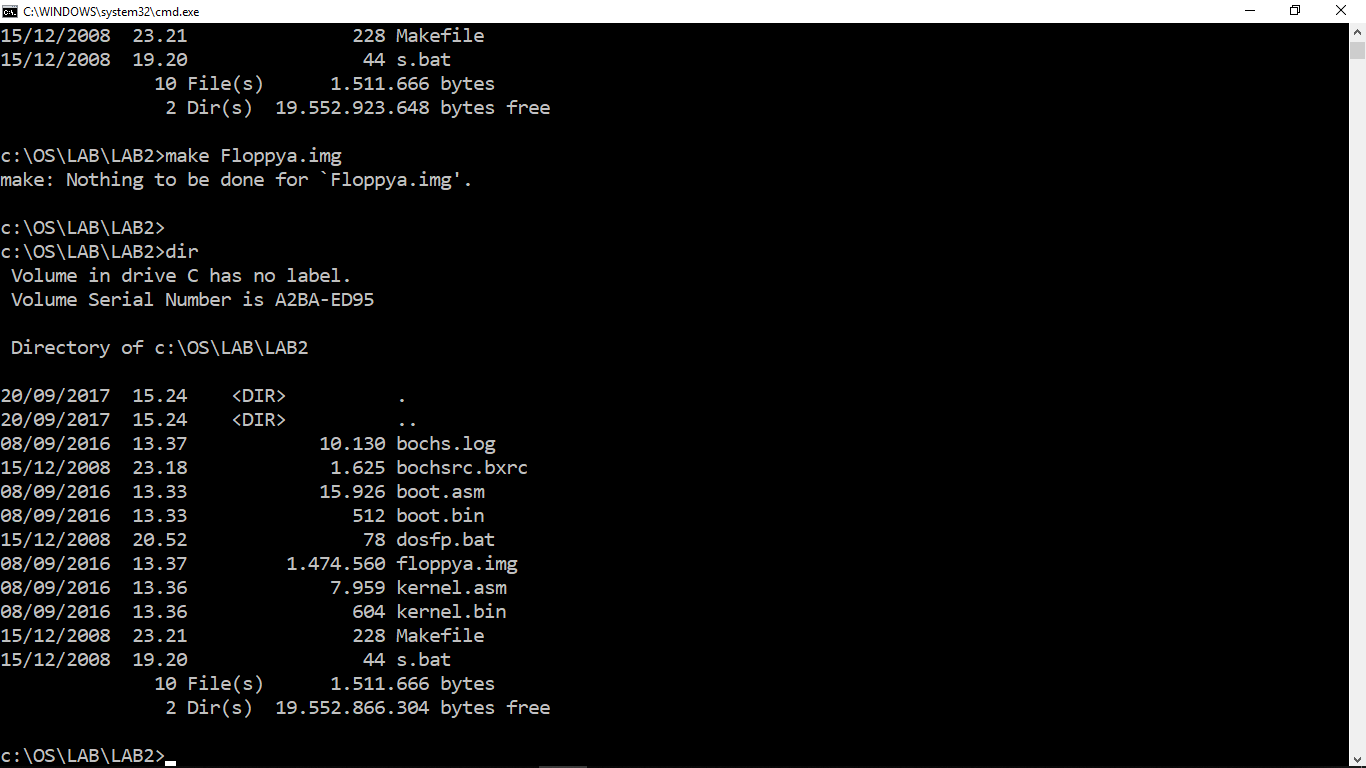 C:\WINDOWS\system32\cmd.exe
15/12/2008  23.21               228 Makefile
15/12/2008  19.20                44 s.bat
              10 File(s)      1.511.666 bytes
               2 Dir(s)  19.552.923.648 bytes free
c:\OS\LAB\LAB2>make Floppya.img
make: Nothing to be done for `Floppya.img'.
c:\OS\LAB\LAB2>
c:\OS\LAB\LAB2>dir
 Volume in drive C has no label.
 Volume Serial Number is A2BA-ED95
 Directory of c:\OS\LAB\LAB2
20/09/2017  15.24    <DIR>          .
20/09/2017  15.24    <DIR>          ..
08/09/2016  13.37            10.130 bochs.log
15/12/2008  23.18             1.625 bochsrc.bxrc
08/09/2016  13.33            15.926 boot.asm
08/09/2016  13.33               512 boot.bin
15/12/2008  20.52                78 dosfp.bat
08/09/2016  13.37         1.474.560 floppya.img
08/09/2016  13.36             7.959 kernel.asm
08/09/2016  13.36               604 kernel.bin
15/12/2008  23.21               228 Makefile
15/12/2008  19.20                44 s.bat
              10 File(s)      1.511.666 bytes
               2 Dir(s)  19.552.866.304 bytes free
c:\OS\LAB\LAB2>